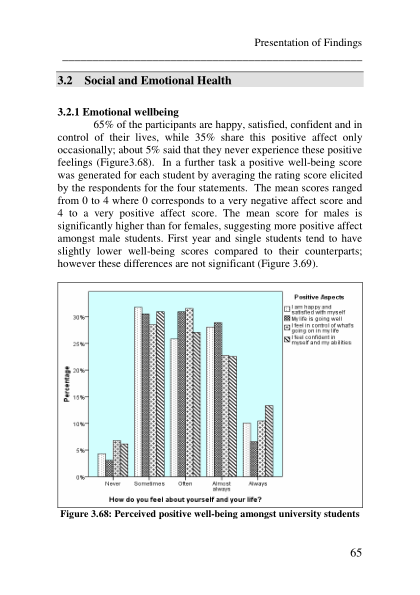 Presentation of Findings
3.2 Social and Emotional Health
3.2.1 Emotional wellbeing
65% of the participants are happy, satisfied, confident and in
control of their lives, while 35% share this positive affect only
occasionally; about 5% said that they never experience these positive
feelings (Figure3.68). In a further task a positive well-being score
was generated for each student by averaging the rating score elicited
by the respondents for the four statements. The mean scores ranged
from 0 to 4 where 0 corresponds to a very negative affect score and
4 to a very positive affect score. The mean score for males is
significantly higher than for females, suggesting more positive affect
amongst male students. First year and single students tend to have
slightly lower well-being scores compared to their counterparts;
however these differences are not significant (Figure 3.69).
Positive Aspects
I am happy and
satisfied with myself
My life is going well
I feel in control of what's
going on in my life
I feel confident in
myself and my abilities
Percentage
30%
25%
20%
15%
10%
5%
0%
Never Sometimes Often Almost always Always
How do you feel about yourself and your life?
Figure 3.68: Perceived positive well-being amongst university students
65